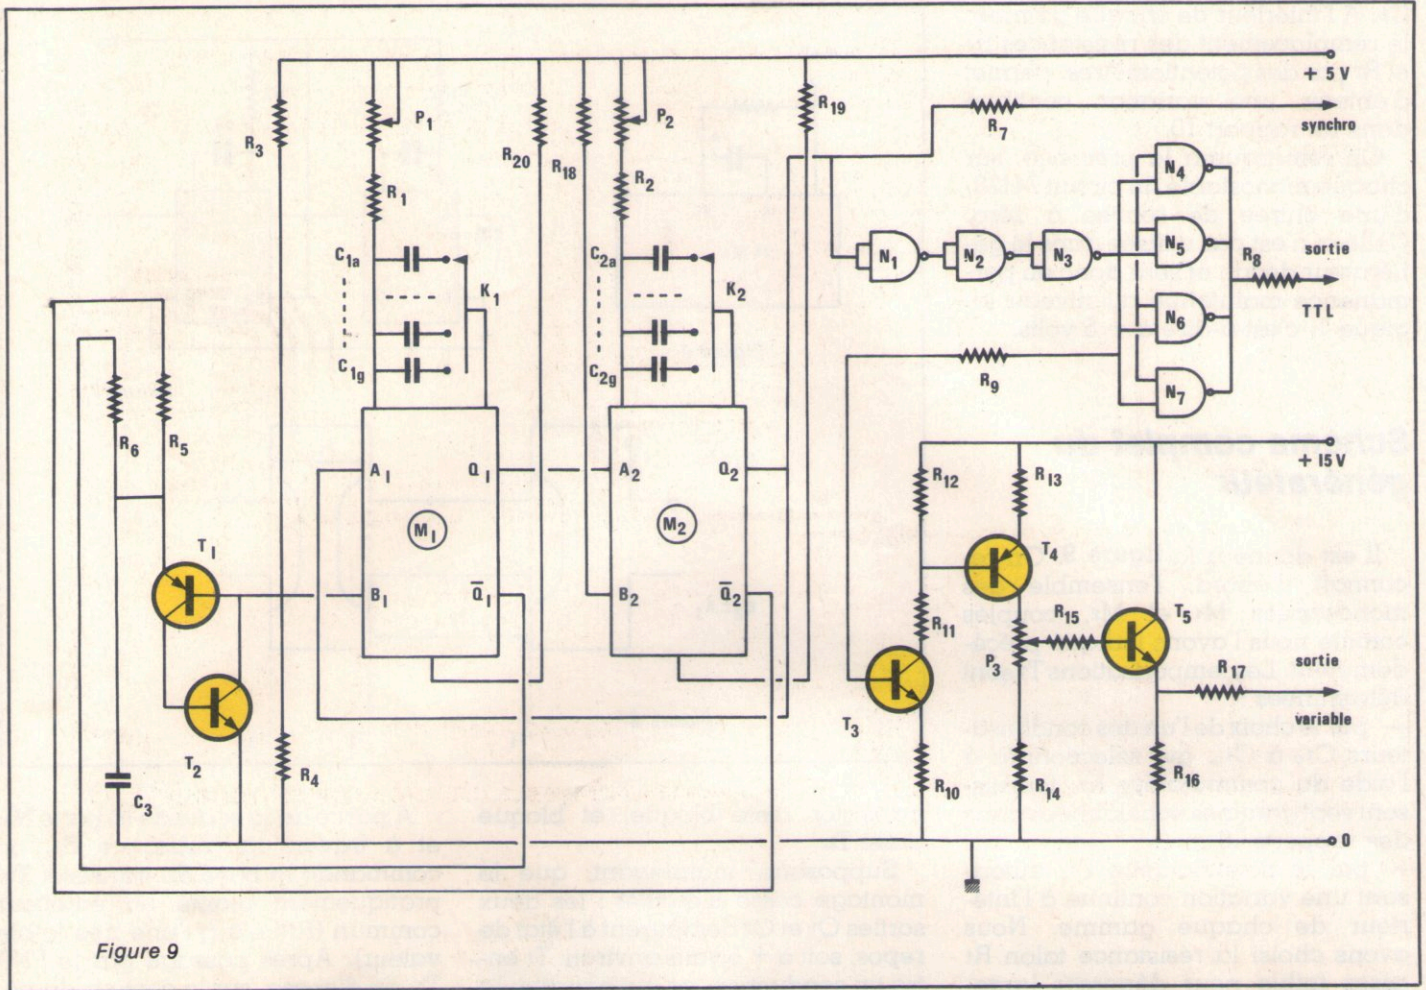 + 5 V
R3
P1
R1
C1a
C1g
K1
R20
R18
P2
R2
C2a
C2g
K2
R19
R7
synchro
N1
N2
N3
N4
N5
N6
N7
sortie
R8
TTL
R9
R6
R5
T1
T2
C3
R4
A1
Q1
M1
B1
Q̅1
A2
Q2
M2
B2
Q̅2
+ 15 V
R12
R13
T4
R11
R15
T5
P3
R17
sortie
variable
T3
R10
R14
R16
0
Figure 9